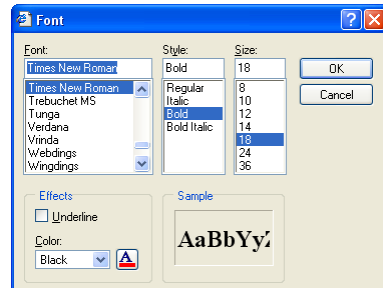 Font
Font:
Style:
Size:
Times New Roman
Bold
18
OK
Times New Roman
Trebuchet MS
Tunga
Verdana
Vrinda
Webdings
Wingdings
Regular
Italic
Bold
Bold Italic
8
10
12
14
18
24
36
Cancel
Effects
Underline
Color:
Black
A
Sample
AaBbYyZ